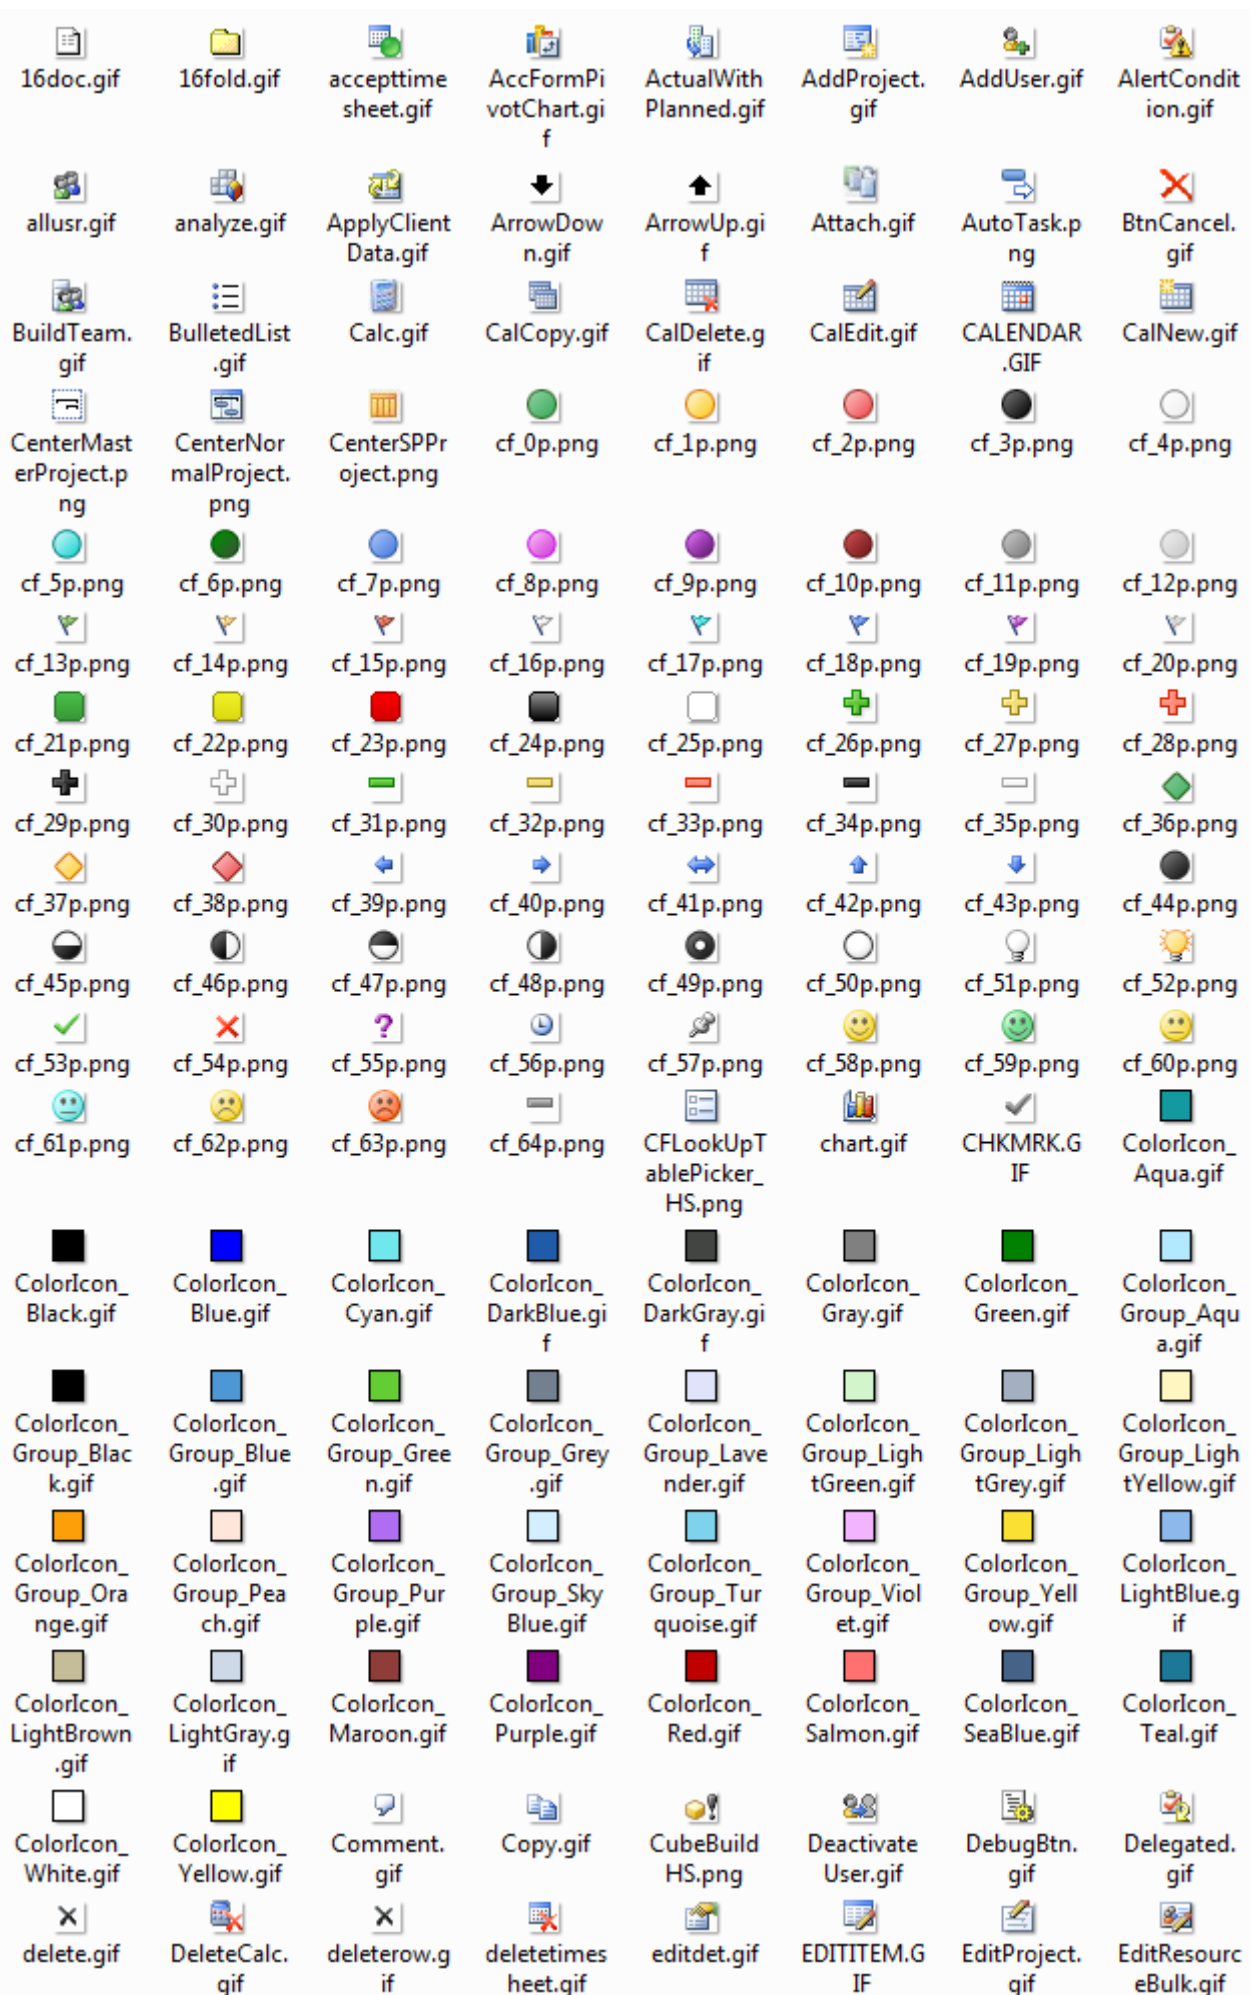 16doc.gif 16fold.gif accepttime AccFormPi ActualWith AddProject. AddUser.gif AlertCondit
sheet.gif votChart.gi Planned.gif gif ion.gif
f
allusr.gif analyze.gif ApplyClient ArrowDow ArrowUp.gi Attach.gif AutoTask.p BtnCancel.
Data.gif n.gif f ng gif
BuildTeam. BulletedList Calc.gif CalCopy.gif CalDelete.g CalEdit.gif CALENDAR CalNew.gif
gif .gif if .GIF
CenterMast CenterNor CenterSPPr cf_0p.png cf_1p.png cf_2p.png cf_3p.png cf_4p.png
erProject.p malProject. oject.png
ng png
cf_5p.png cf_6p.png cf_7p.png cf_8p.png cf_9p.png cf_10p.png cf_11p.png cf_12p.png
cf_13p.png cf_14p.png cf_15p.png cf_16p.png cf_17p.png cf_18p.png cf_19p.png cf_20p.png
cf_21p.png cf_22p.png cf_23p.png cf_24p.png cf_25p.png cf_26p.png cf_27p.png cf_28p.png
cf_29p.png cf_30p.png cf_31p.png cf_32p.png cf_33p.png cf_34p.png cf_35p.png cf_36p.png
cf_37p.png cf_38p.png cf_39p.png cf_40p.png cf_41p.png cf_42p.png cf_43p.png cf_44p.png
cf_45p.png cf_46p.png cf_47p.png cf_48p.png cf_49p.png cf_50p.png cf_51p.png cf_52p.png
cf_53p.png cf_54p.png cf_55p.png cf_56p.png cf_57p.png cf_58p.png cf_59p.png cf_60p.png
cf_61p.png cf_62p.png cf_63p.png cf_64p.png CFLookUpT chart.gif CHKMRK.G ColorIcon_
ablePicker_ IF Aqua.gif
HS.png
ColorIcon_ ColorIcon_ ColorIcon_ ColorIcon_ ColorIcon_ ColorIcon_ ColorIcon_ ColorIcon_
Black.gif Blue.gif Cyan.gif DarkBlue.gi DarkGray.gi Gray.gif Green.gif Group_Aqu
f f a.gif
ColorIcon_ ColorIcon_ ColorIcon_ ColorIcon_ ColorIcon_ ColorIcon_ ColorIcon_ ColorIcon_
Group_Blac Group_Blue Group_Gree Group_Grey Group_Lave Group_Ligh Group_Ligh Group_Ligh
k.gif .gif n.gif .gif nder.gif tGreen.gif tGrey.gif tYellow.gif
ColorIcon_ ColorIcon_ ColorIcon_ ColorIcon_ ColorIcon_ ColorIcon_ ColorIcon_ ColorIcon_
Group_Ora Group_Pea Group_Pur Group_Sky Group_Tur Group_Viol Group_Yell LightBlue.g
nge.gif ch.gif ple.gif Blue.gif quoise.gif et.gif ow.gif if
ColorIcon_ ColorIcon_ ColorIcon_ ColorIcon_ ColorIcon_ ColorIcon_ ColorIcon_ ColorIcon_
LightBrown LightGray.g Maroon.gif Purple.gif Red.gif Salmon.gif SeaBlue.gif Teal.gif
.gif if
ColorIcon_ ColorIcon_ Comment. Copy.gif CubeBuild Deactivate DebugBtn. Delegated.
White.gif Yellow.gif gif HS.png User.gif gif gif
delete.gif DeleteCalc. deleterow.g deletetimes editdet.gif EDITITEM.G EditProject. EditResourc
gif if heet.gif IF gif eBulk.gif